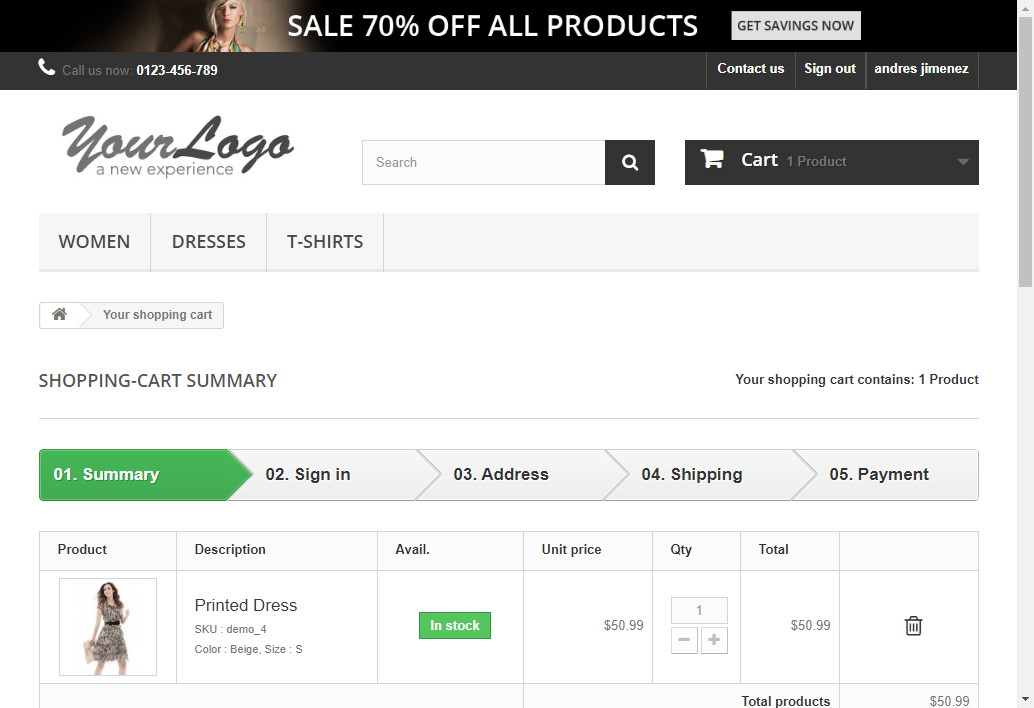 SALE 70% OFF ALL PRODUCTS GET SAVINGS NOW
Call us now: 0123-456-789 Contact us Sign out andres jimenez
YourLogo
a new experience
Search Cart 1 Product
WOMEN DRESSES T-SHIRTS
Your shopping cart
SHOPPING-CART SUMMARY Your shopping cart contains: 1 Product
01. Summary 02. Sign in 03. Address 04. Shipping 05. Payment
Product Description Avail. Unit price Qty Total
Printed Dress
SKU : demo_4
Color : Beige, Size : S
In stock $50.99 1 $50.99
Total products $50.99